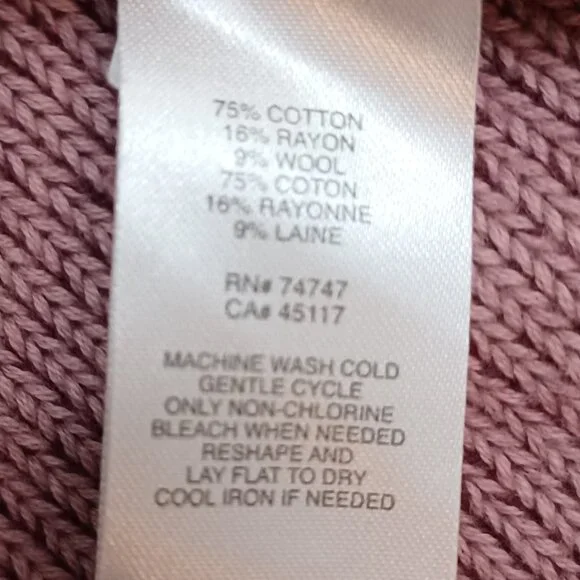 75% COTTON
16% RAYON
9% WOOL
75% COTON
16% RAYONNE
9% LAINE
RN# 74747
CA# 45117
MACHINE WASH COLD
GENTLE CYCLE
ONLY NON-CHLORINE
BLEACH WHEN NEEDED
RESHAPE AND
LAY FLAT TO DRY
COOL IRON IF NEEDED